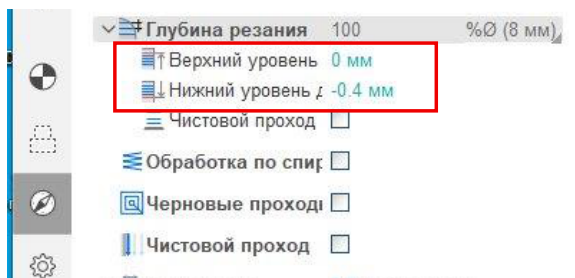 Глубина резания 100 %Ø (8 мм)
Верхний уровень 0 мм
Нижний уровень д -0.4 мм
Чистовой проход
Обработка по спир
Черновые проходы
Чистовой проход